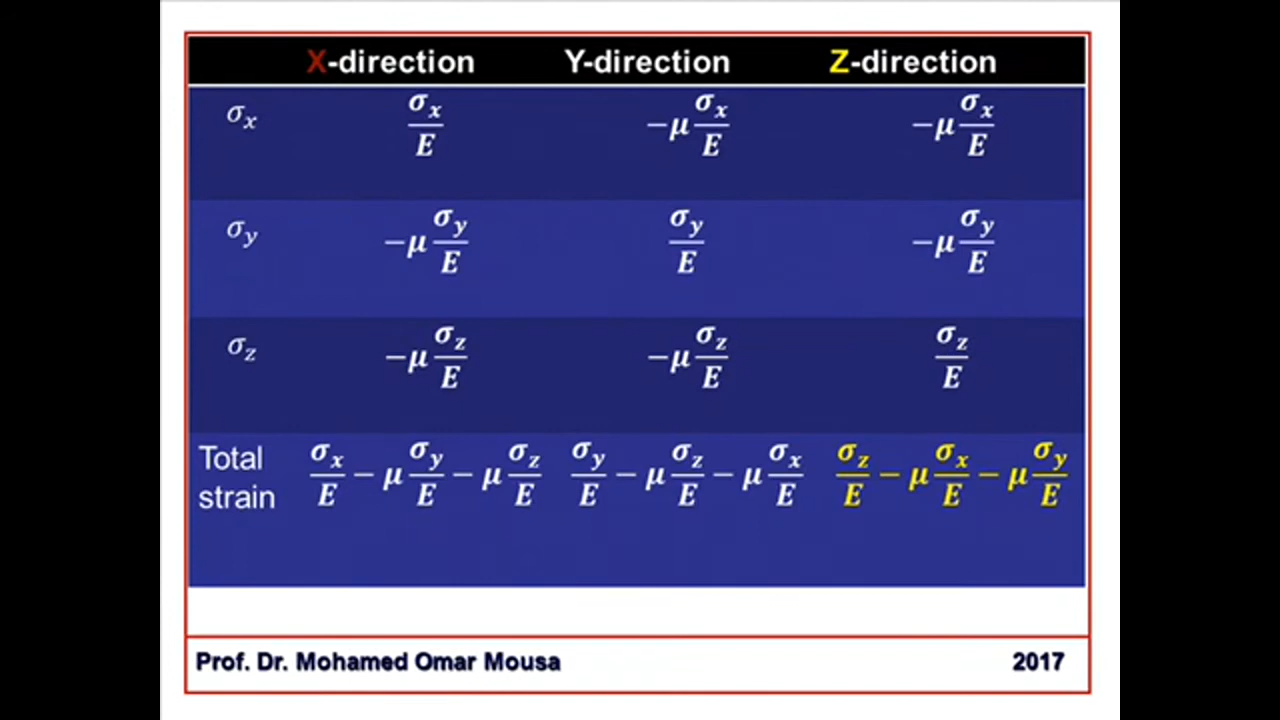 X-direction Y-direction Z-direction
σx σx/E −μ σx/E −μ σx/E
σy −μ σy/E σy/E −μ σy/E
σz −μ σz/E −μ σz/E σz/E
Total strain σx/E − μ σy/E − μ σz/E σy/E − μ σz/E − μ σx/E σz/E − μ σx/E − μ σy/E
Prof. Dr. Mohamed Omar Mousa 2017